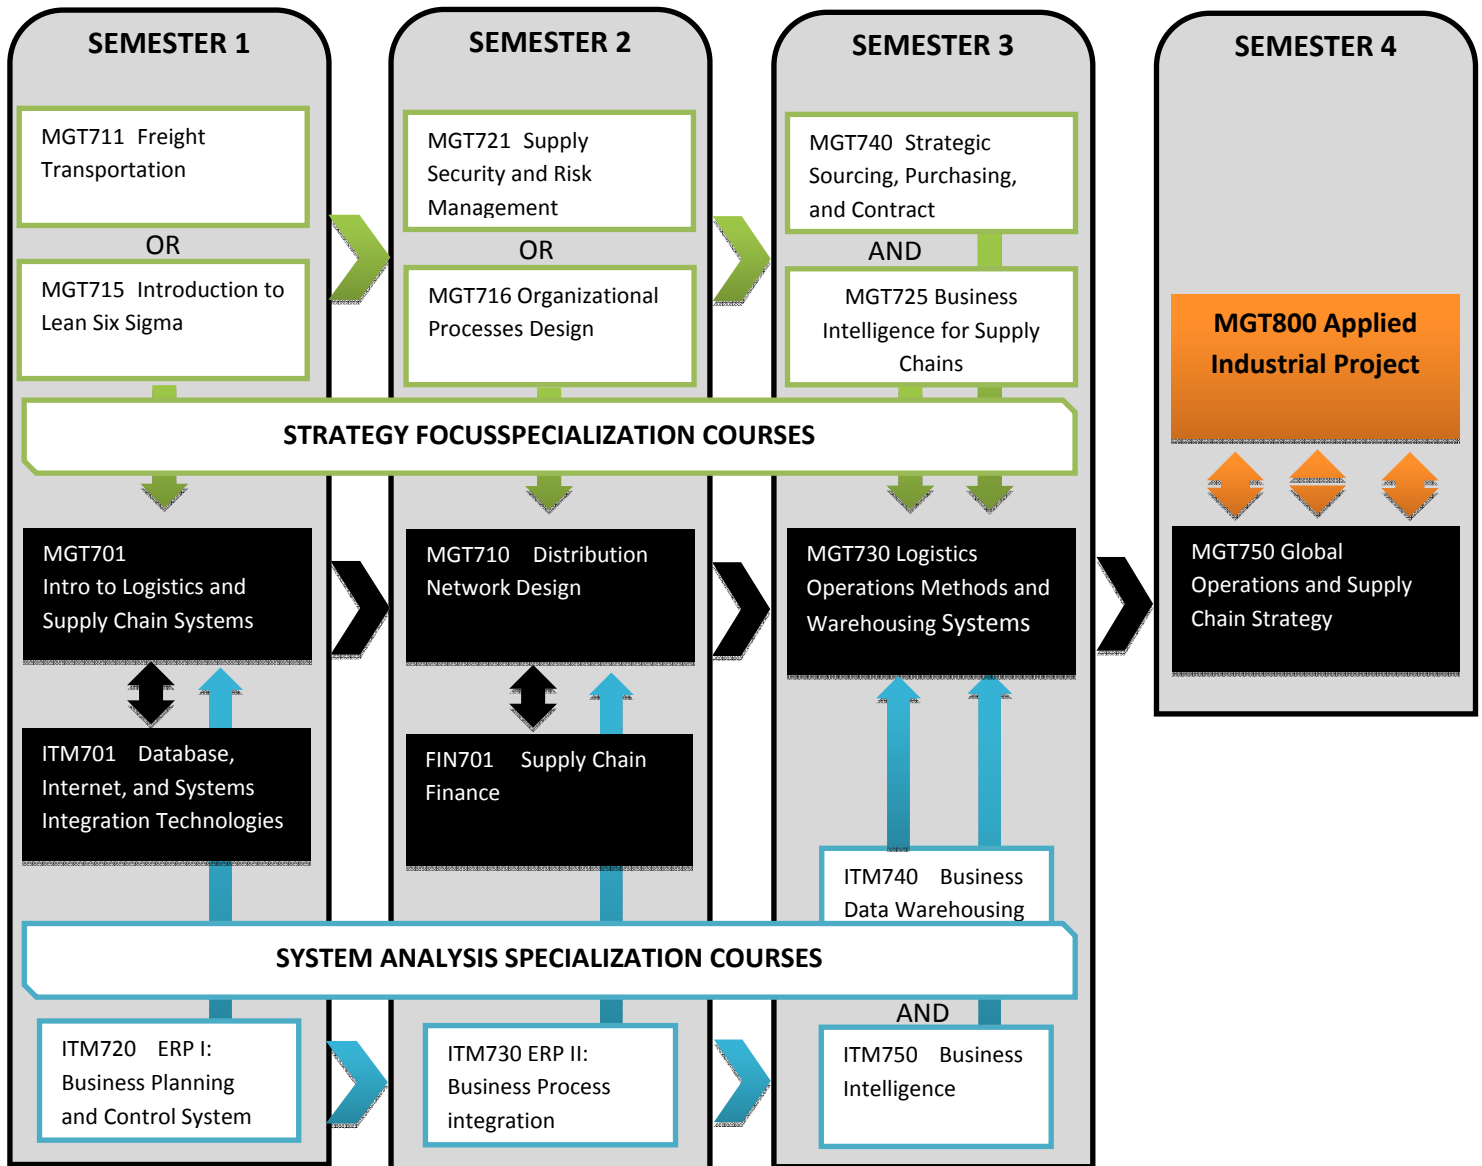 SEMESTER 1
MGT711 Freight
Transportation
OR
MGT715 Introduction to
Lean Six Sigma
MGT701
Intro to Logistics and
Supply Chain Systems
ITM701 Database,
Internet, and Systems
Integration Technologies
ITM720 ERP I:
Business Planning
and Control System
SEMESTER 2
MGT721 Supply
Security and Risk
Management
OR
MGT716 Organizational
Processes Design
MGT710 Distribution
Network Design
FIN701 Supply Chain
Finance
ITM730 ERP II:
Business Process
integration
SEMESTER 3
MGT740 Strategic
Sourcing, Purchasing,
and Contract
AND
MGT725 Business
Intelligence for Supply
Chains
STRATEGY FOCUSSPECIALIZATION COURSES
MGT730 Logistics
Operations Methods and
Warehousing Systems
ITM740 Business
Data Warehousing
SYSTEM ANALYSIS SPECIALIZATION COURSES
AND
ITM750 Business
Intelligence
SEMESTER 4
MGT800 Applied
Industrial Project
MGT750 Global
Operations and Supply
Chain Strategy